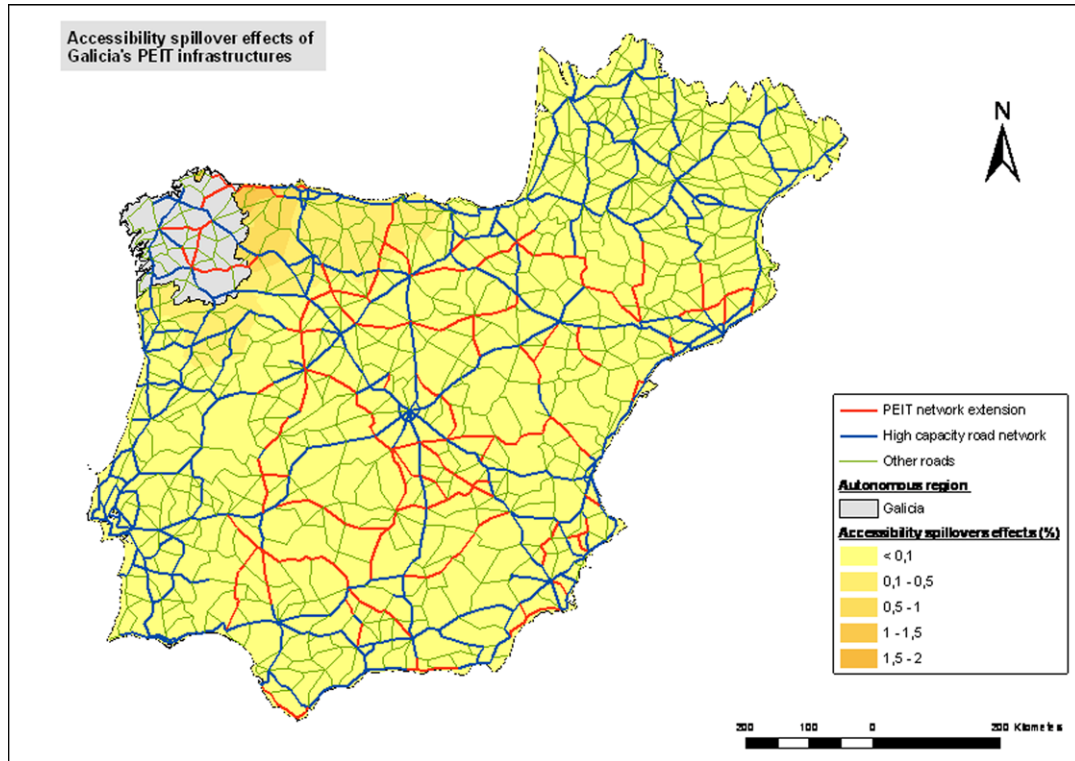 Accessibility spillover effects of
Galicia's PEIT infrastructures
N
PEIT network extension
High capacity road network
Other roads
Autonomous region
Galicia
Accessibility spillovers effects (%)
< 0,1
0,1 - 0,5
0,5 - 1
1 - 1,5
1,5 - 2
200 100 0 200 Kilometers